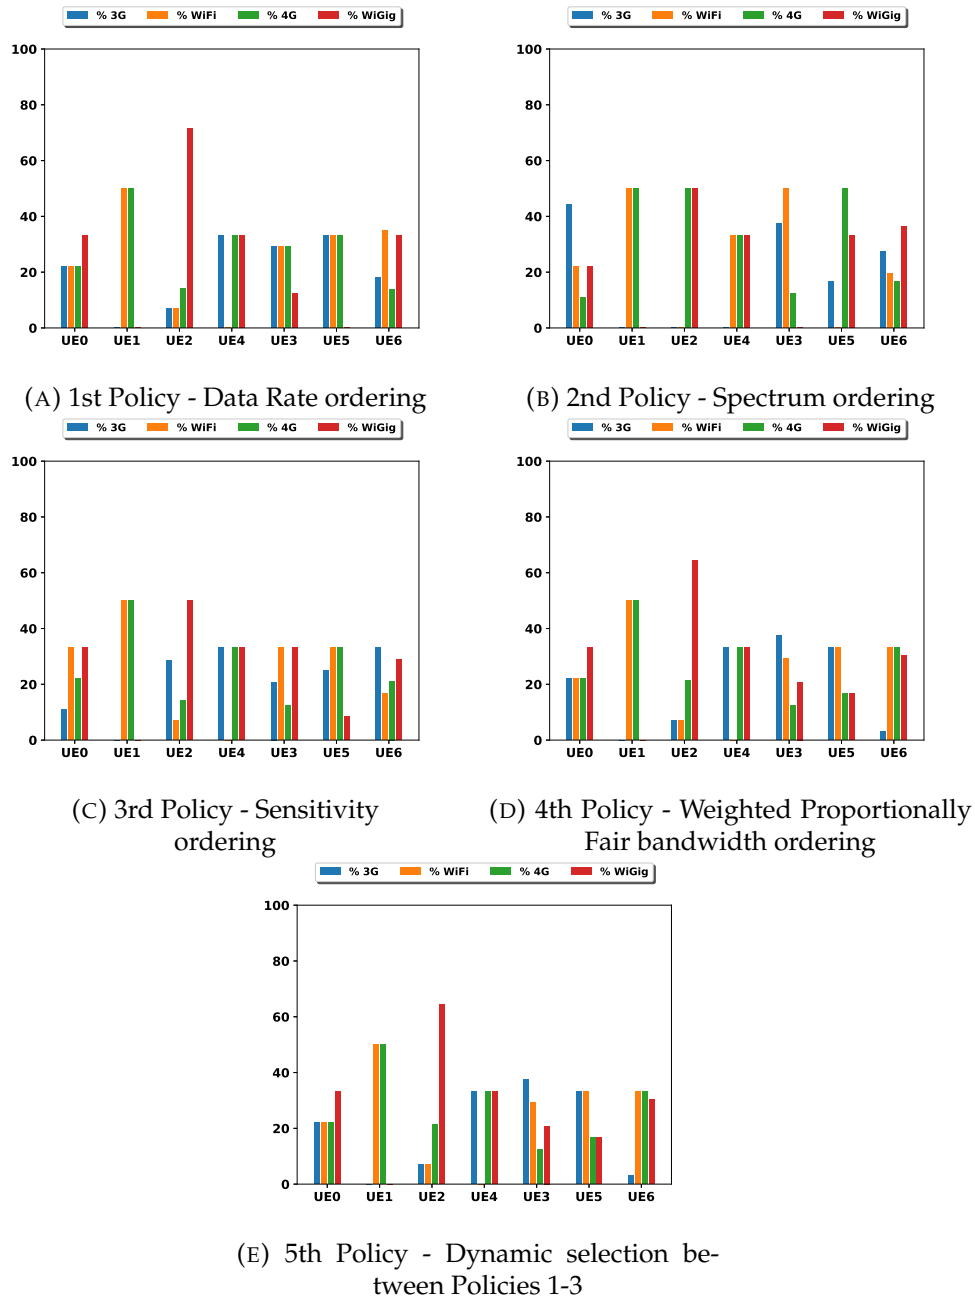 % 3G % WiFi % 4G % WiGig
100
80
60
40
20
0
UE0 UE1 UE2 UE4 UE3 UE5 UE6
(A) 1st Policy - Data Rate ordering
% 3G % WiFi % 4G % WiGig
100
80
60
40
20
0
UE0 UE1 UE2 UE4 UE3 UE5 UE6
(B) 2nd Policy - Spectrum ordering
% 3G % WiFi % 4G % WiGig
100
80
60
40
20
0
UE0 UE1 UE2 UE4 UE3 UE5 UE6
(C) 3rd Policy - Sensitivity
ordering
% 3G % WiFi % 4G % WiGig
100
80
60
40
20
0
UE0 UE1 UE2 UE4 UE3 UE5 UE6
(D) 4th Policy - Weighted Proportionally
Fair bandwidth ordering
% 3G % WiFi % 4G % WiGig
100
80
60
40
20
0
UE0 UE1 UE2 UE4 UE3 UE5 UE6
(E) 5th Policy - Dynamic selection be-
tween Policies 1-3